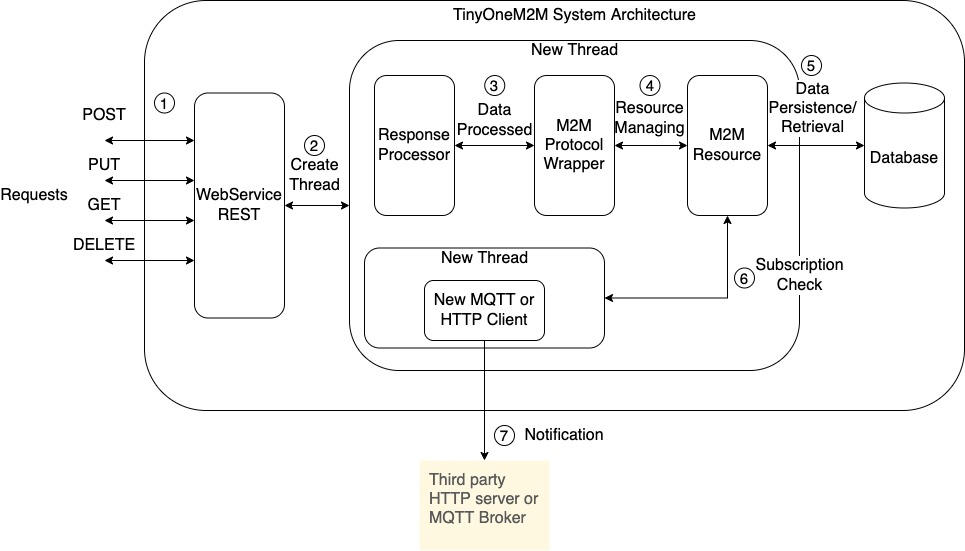 TinyOneM2M System Architecture
New Thread
1
POST
PUT
Requests
GET
DELETE
WebService
REST
2
Create
Thread
Response
Processor
3
Data
Processed
M2M
Protocol
Wrapper
4
Resource
Managing
M2M
Resource
5
Data
Persistence/
Retrieval
Database
New Thread
New MQTT or
HTTP Client
6
Subscription
Check
7
Notification
Third party
HTTP server or
MQTT Broker